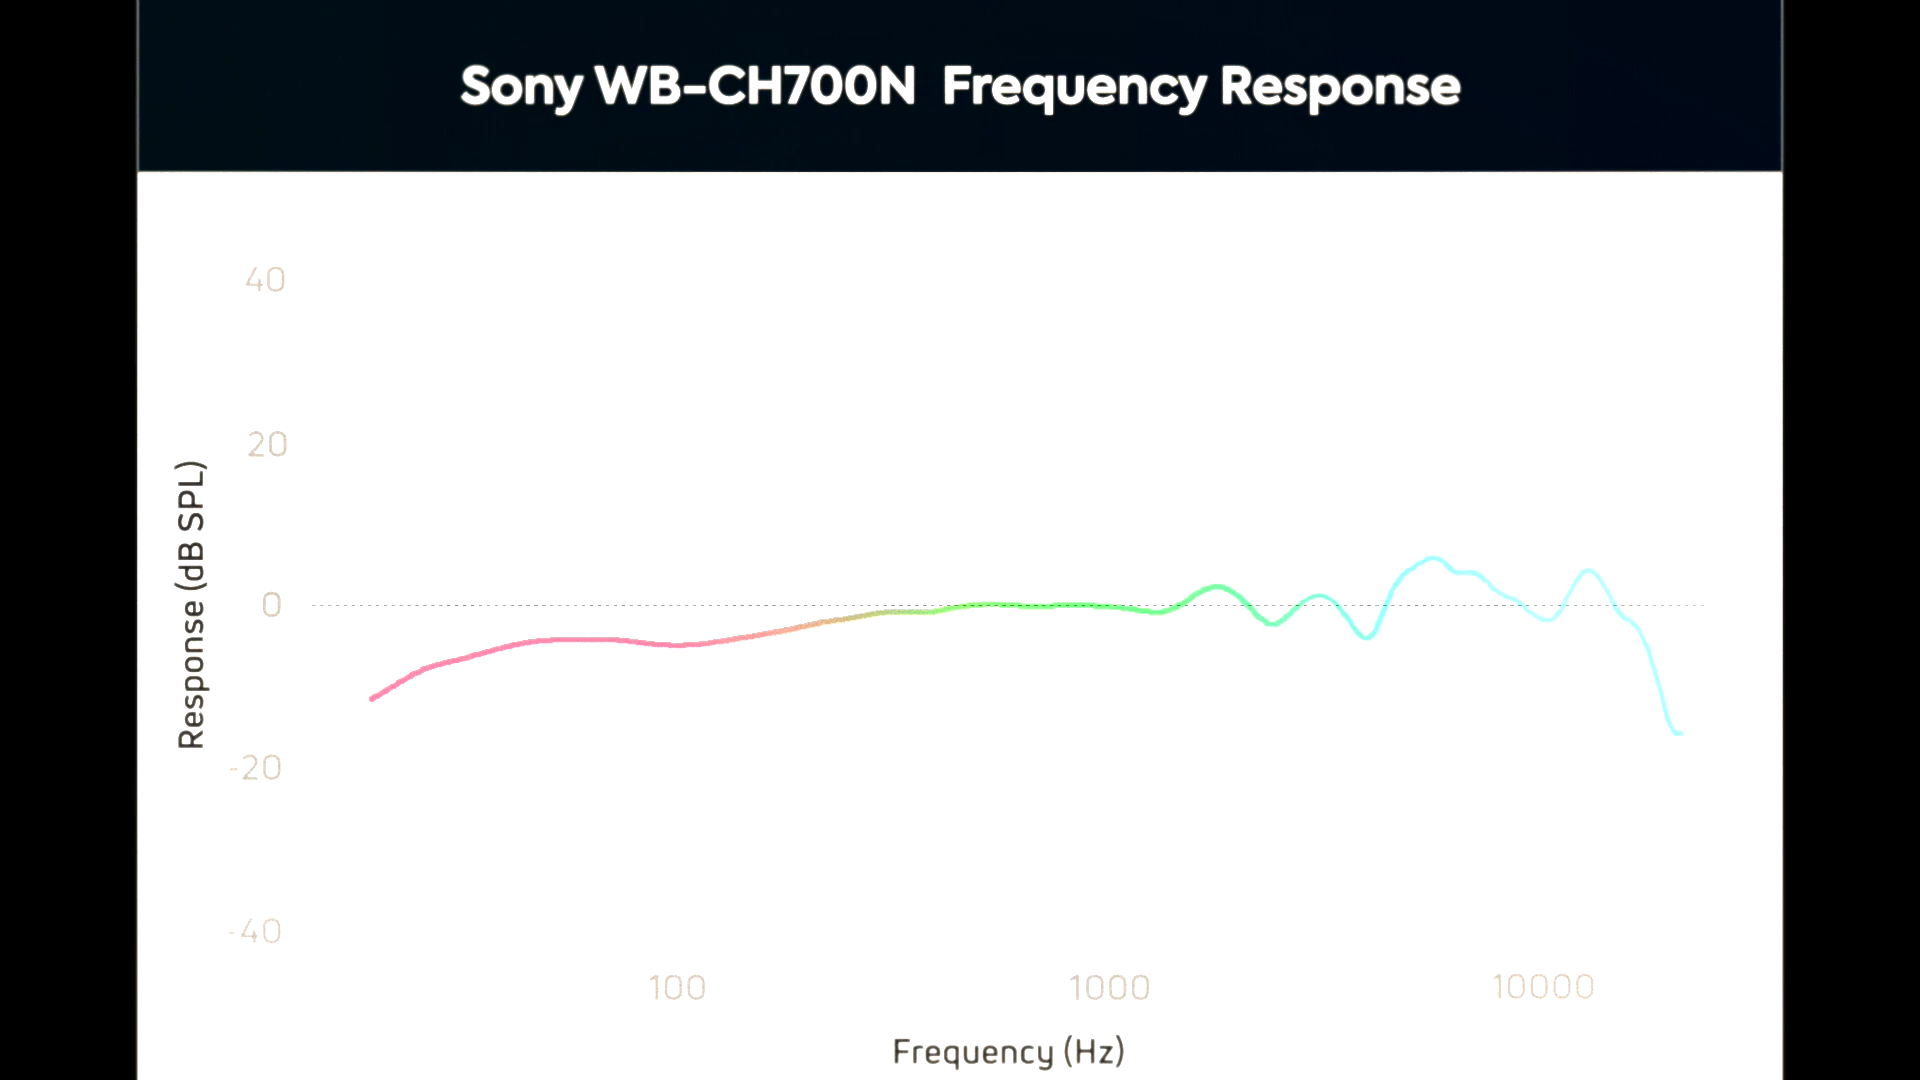 Sony WB-CH700N Frequency Response
40
20
0
-20
-40
Response (dB SPL)
100 1000 10000
Frequency (Hz)